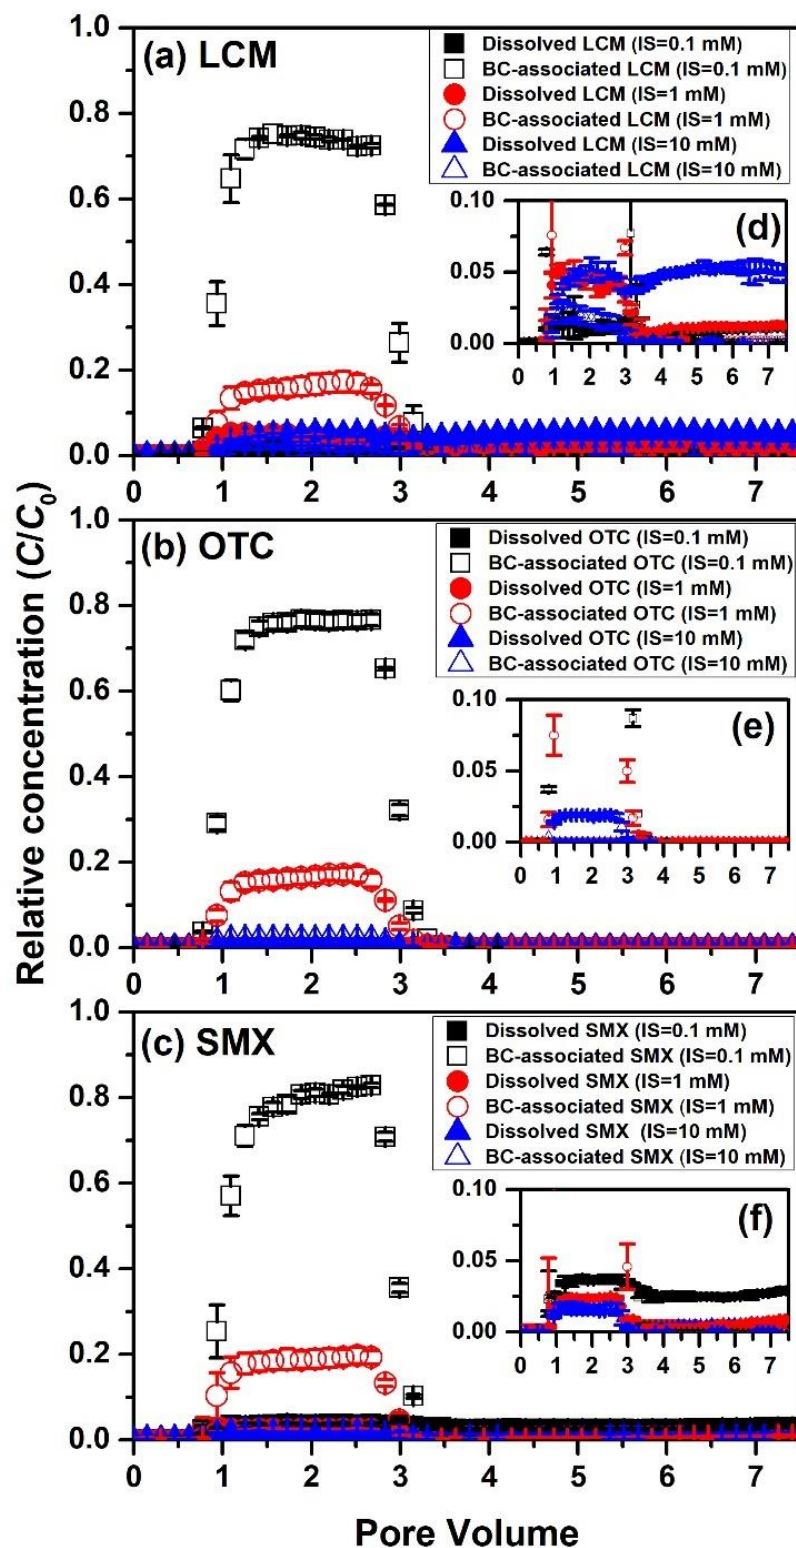 Relative concentration (C/C0)
(a) LCM
1.0
0.8
0.6
0.4
0.2
0.0
Dissolved LCM (IS=0.1 mM)
BC-associated LCM (IS=0.1 mM)
Dissolved LCM (IS=1 mM)
BC-associated LCM (IS=1 mM)
Dissolved LCM (IS=10 mM)
BC-associated LCM (IS=10 mM)
(d)
0.10
0.05
0.00
0 1 2 3 4 5 6 7
0 1 2 3 4 5 6 7
(b) OTC
1.0
0.8
0.6
0.4
0.2
0.0
Dissolved OTC (IS=0.1 mM)
BC-associated OTC (IS=0.1 mM)
Dissolved OTC (IS=1 mM)
BC-associated OTC (IS=1 mM)
Dissolved OTC (IS=10 mM)
BC-associated OTC (IS=10 mM)
(e)
0.10
0.05
0.00
0 1 2 3 4 5 6 7
0 1 2 3 4 5 6 7
(c) SMX
1.0
0.8
0.6
0.4
0.2
0.0
Dissolved SMX (IS=0.1 mM)
BC-associated SMX (IS=0.1 mM)
Dissolved SMX (IS=1 mM)
BC-associated SMX (IS=1 mM)
Dissolved SMX (IS=10 mM)
BC-associated SMX (IS=10 mM)
(f)
0.10
0.05
0.00
0 1 2 3 4 5 6 7
0 1 2 3 4 5 6 7
Pore Volume